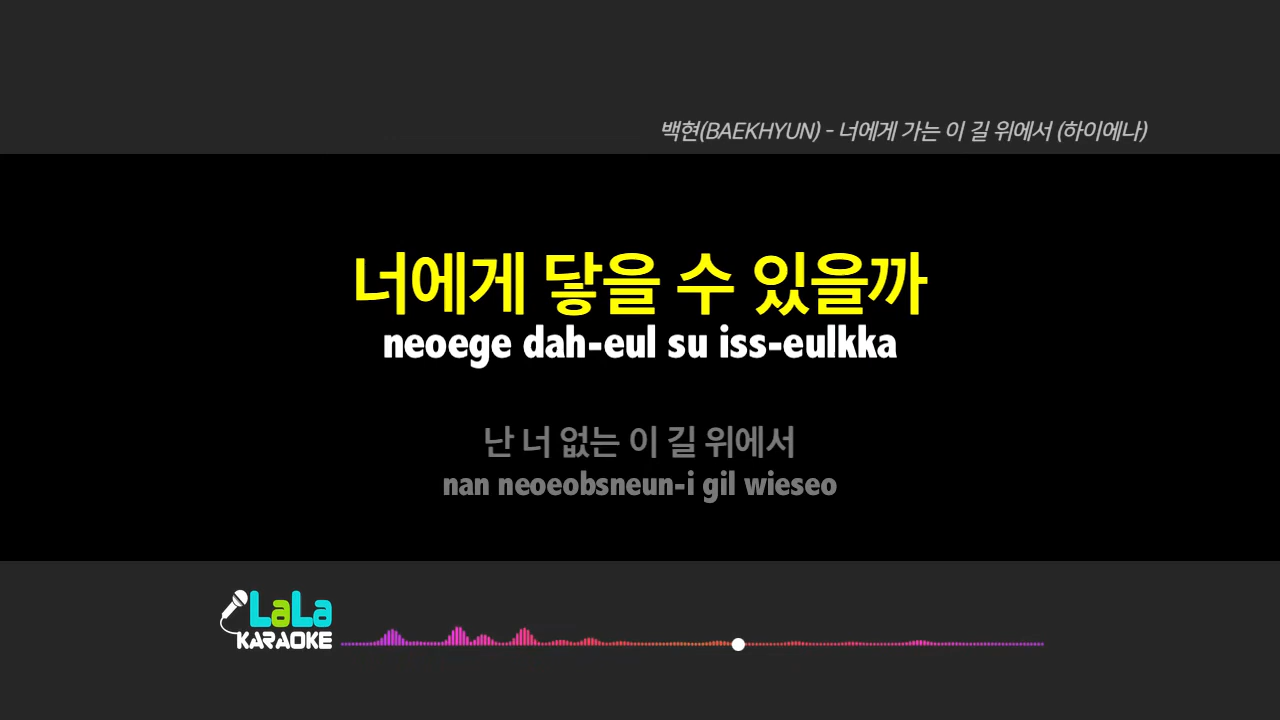 백현(BAEKHYUN) - 너에게 가는 이 길 위에서 (하이에나)
너에게 닿을 수 있을까
neoege dah-eul su iss-eulkka
난 너 없는 이 길 위에서
nan neoeobsneun-i gil wieseo
LaLa
KARAOKE